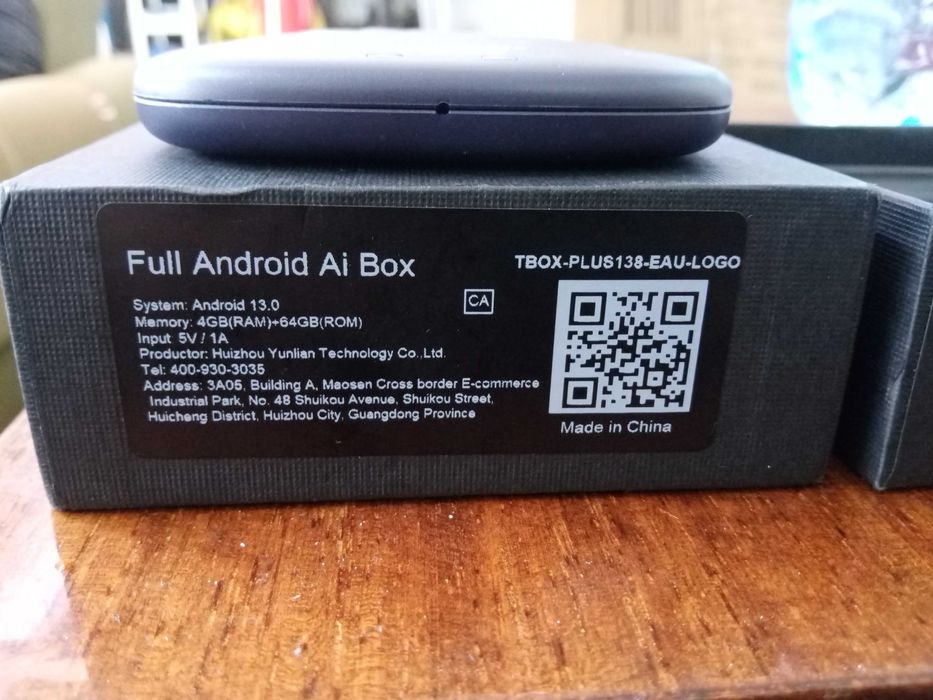 Full Android Ai Box
TBOX-PLUS138-EAU-LOGO
CA
System: Android 13.0
Memory: 4GB(RAM)+64GB(ROM)
Input 5V / 1A
Productor: Huizhou Yunlian Technology Co.,Ltd.
Tel: 400-930-3035
Address: 3A05, Building A, Maosen Cross border E-commerce
Industrial Park, No. 48 Shuikou Avenue, Shuikou Street,
Huicheng District, Huizhou City, Guangdong Province
Made in China